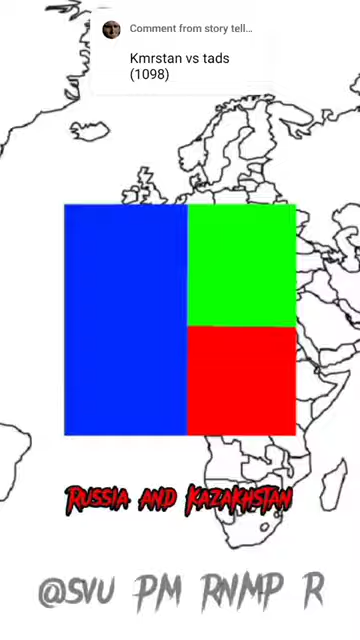 Comment from story tell...
Kmrstan vs tads
(1098)
Russia and Kazakhstan
@SVU PM RNMP R